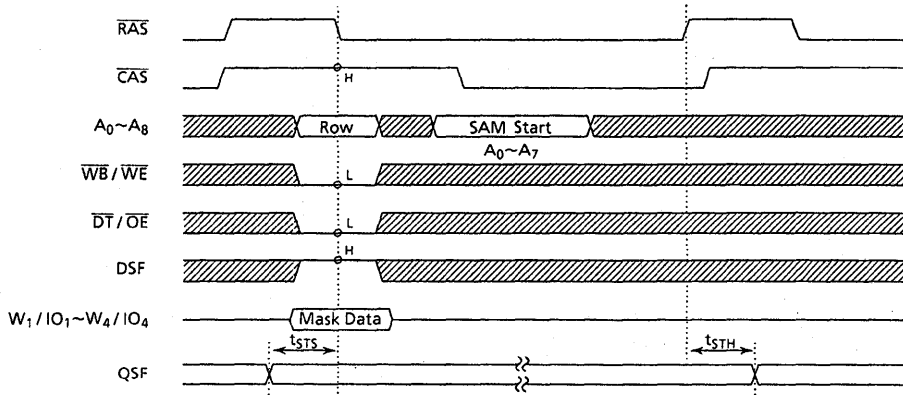 RAS
CAS
H
A0~A8
Row
SAM Start
A0~A7
WB / WE
L
DT / OE
L
H
DSF
W1 / IO1~W4 / IO4
Mask Data
tSTS
tSTH
QSF